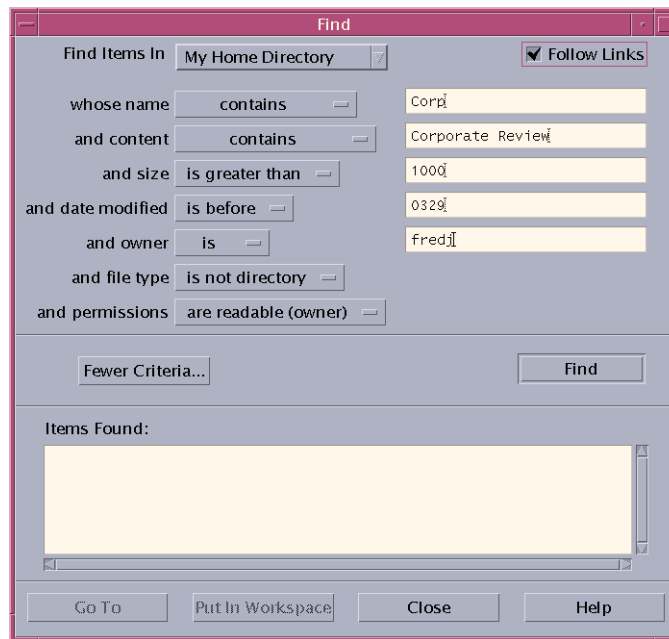 Find
Find Items In My Home Directory Follow Links
whose name contains Corp
and content contains Corporate Review
and size is greater than 1000
and date modified is before 0329
and owner is fredj
and file type is not directory
and permissions are readable (owner)
Fewer Criteria... Find
Items Found:
Go To Put In Workspace Close Help